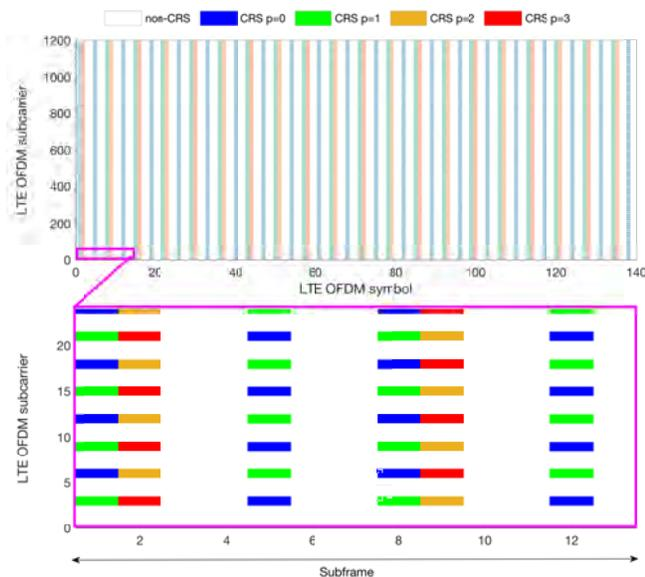 non-CRS CRS p=0 CRS p=1 CRS p=2 CRS p=3
1200
1000
800
600
400
200
0
LTE OFDM subcarrier
0 20 40 60 80 100 120 140
LTE OFDM symbol
20
15
10
5
0
LTE OFDM subcarrier
2 4 6 8 10 12
Subframe